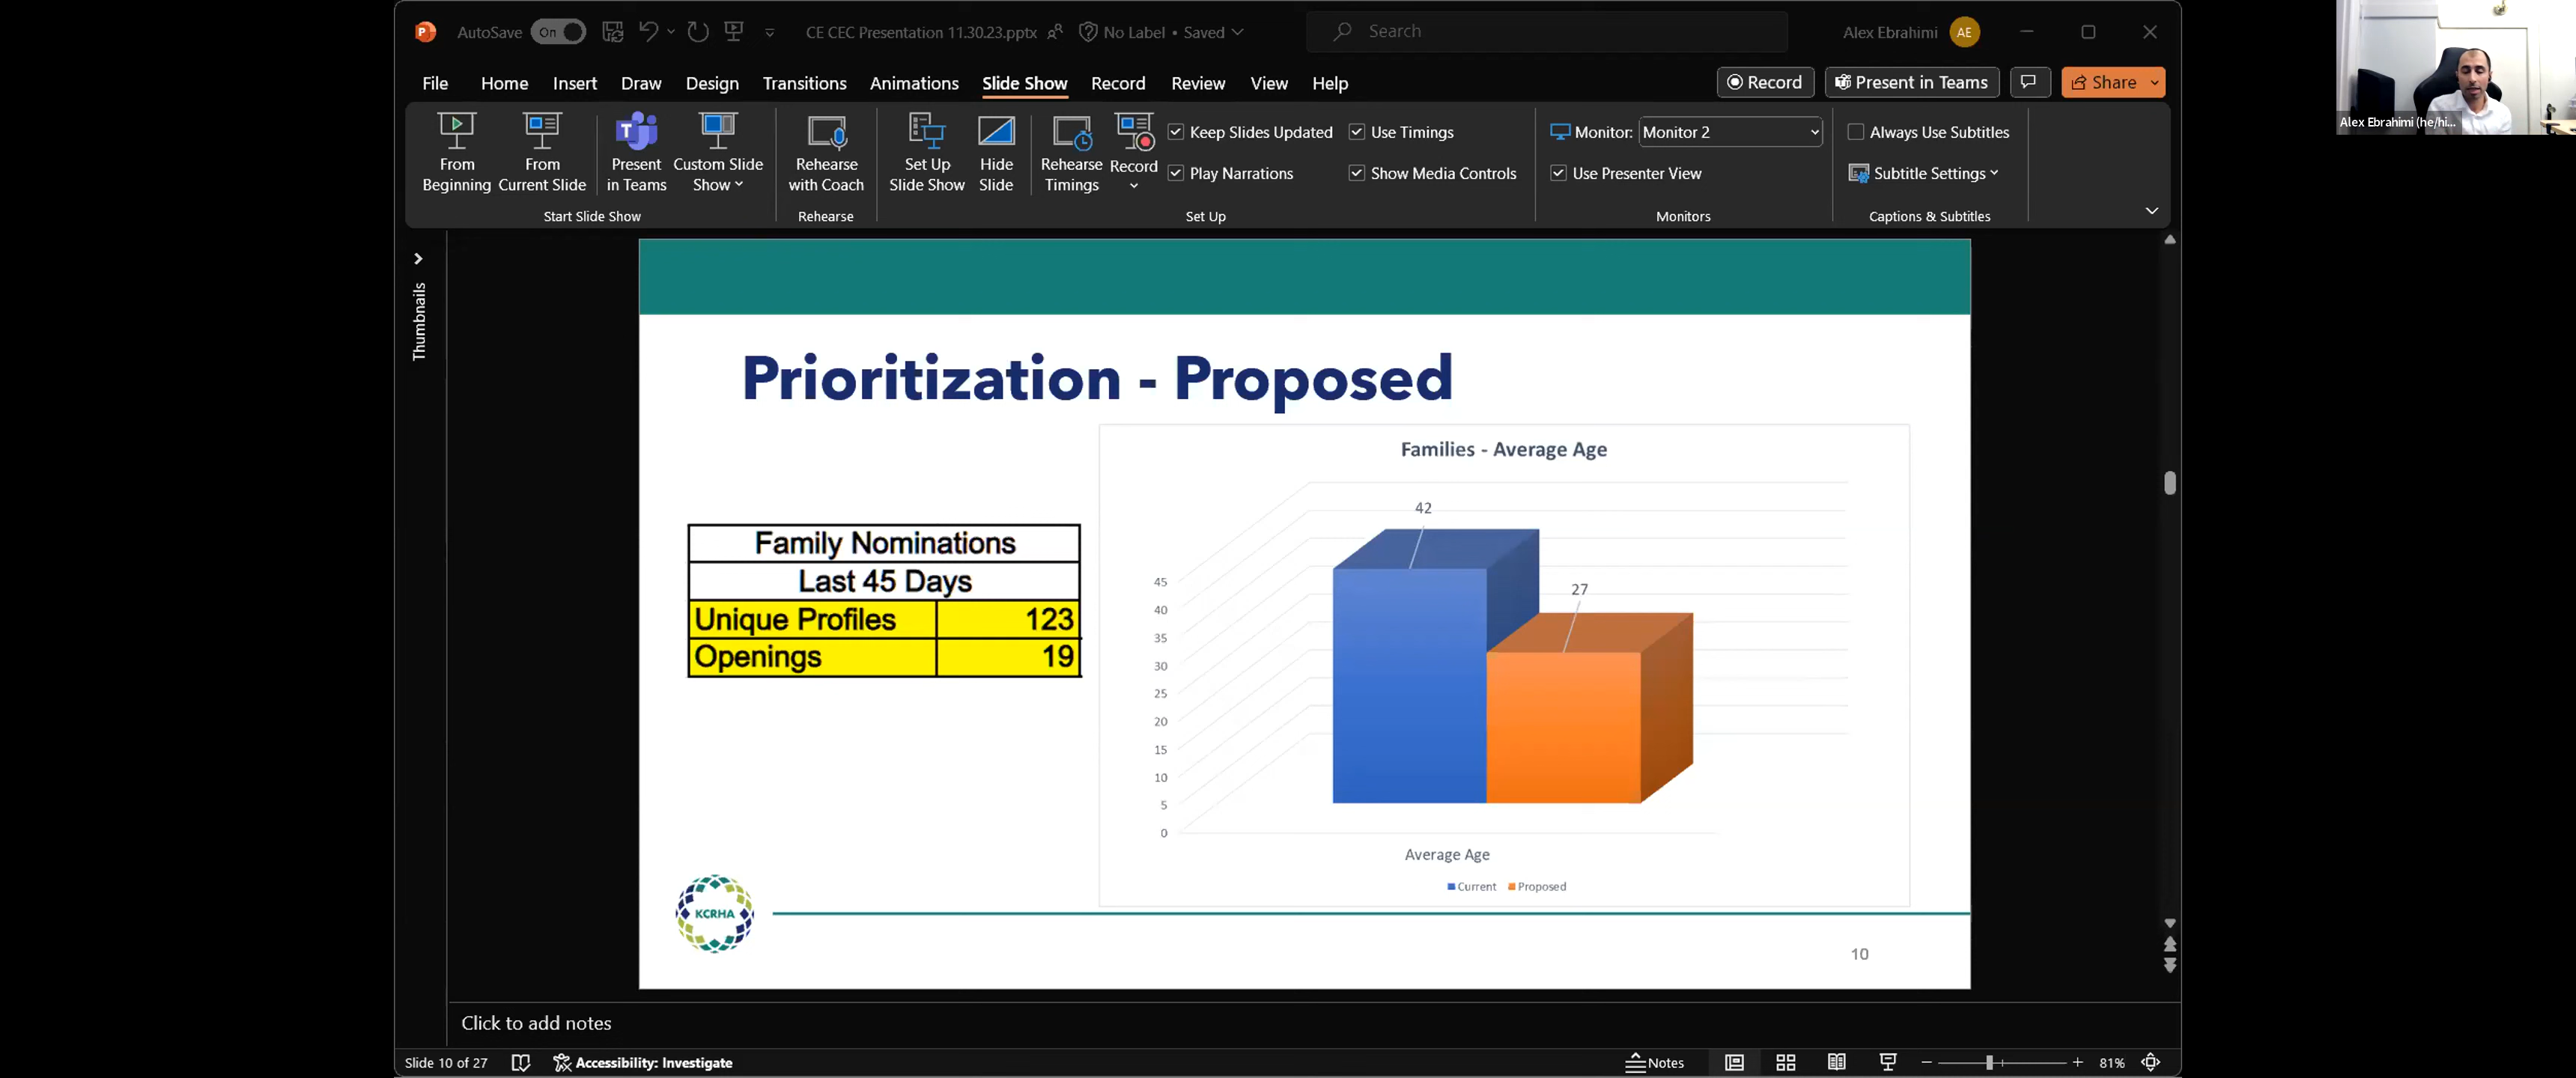 AutoSave On CE CEC Presentation 11.30.23.pptx No Label • Saved Search Alex Ebrahimi AE
File Home Insert Draw Design Transitions Animations Slide Show Record Review View Help Record Present in Teams Share
From Beginning
From Current Slide
Present in Teams
Custom Slide Show
Start Slide Show
Rehearse with Coach
Rehearse
Set Up Slide Show
Hide Slide
Rehearse Timings
Record
Keep Slides Updated
Use Timings
Play Narrations
Show Media Controls
Set Up
Monitor: Monitor 2
Use Presenter View
Monitors
Always Use Subtitles
Subtitle Settings
Captions & Subtitles
Alex Ebrahimi (he/hi...
Thumbnails
Prioritization - Proposed
Family Nominations
Last 45 Days
Unique Profiles 123
Openings 19
Families - Average Age
42
27
45
40
35
30
25
20
15
10
5
0
Average Age
Current Proposed
KCRHA
10
Click to add notes
Slide 10 of 27 Accessibility: Investigate Notes 81%